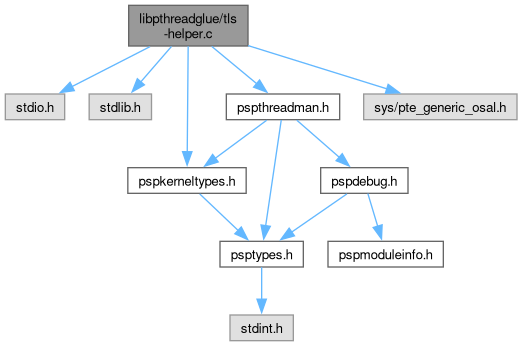 libpthreadglue/tls
-helper.c
stdio.h
stdlib.h
pspthreadman.h
sys/pte_generic_osal.h
pspkerneltypes.h
pspdebug.h
psptypes.h
pspmoduleinfo.h
stdint.h